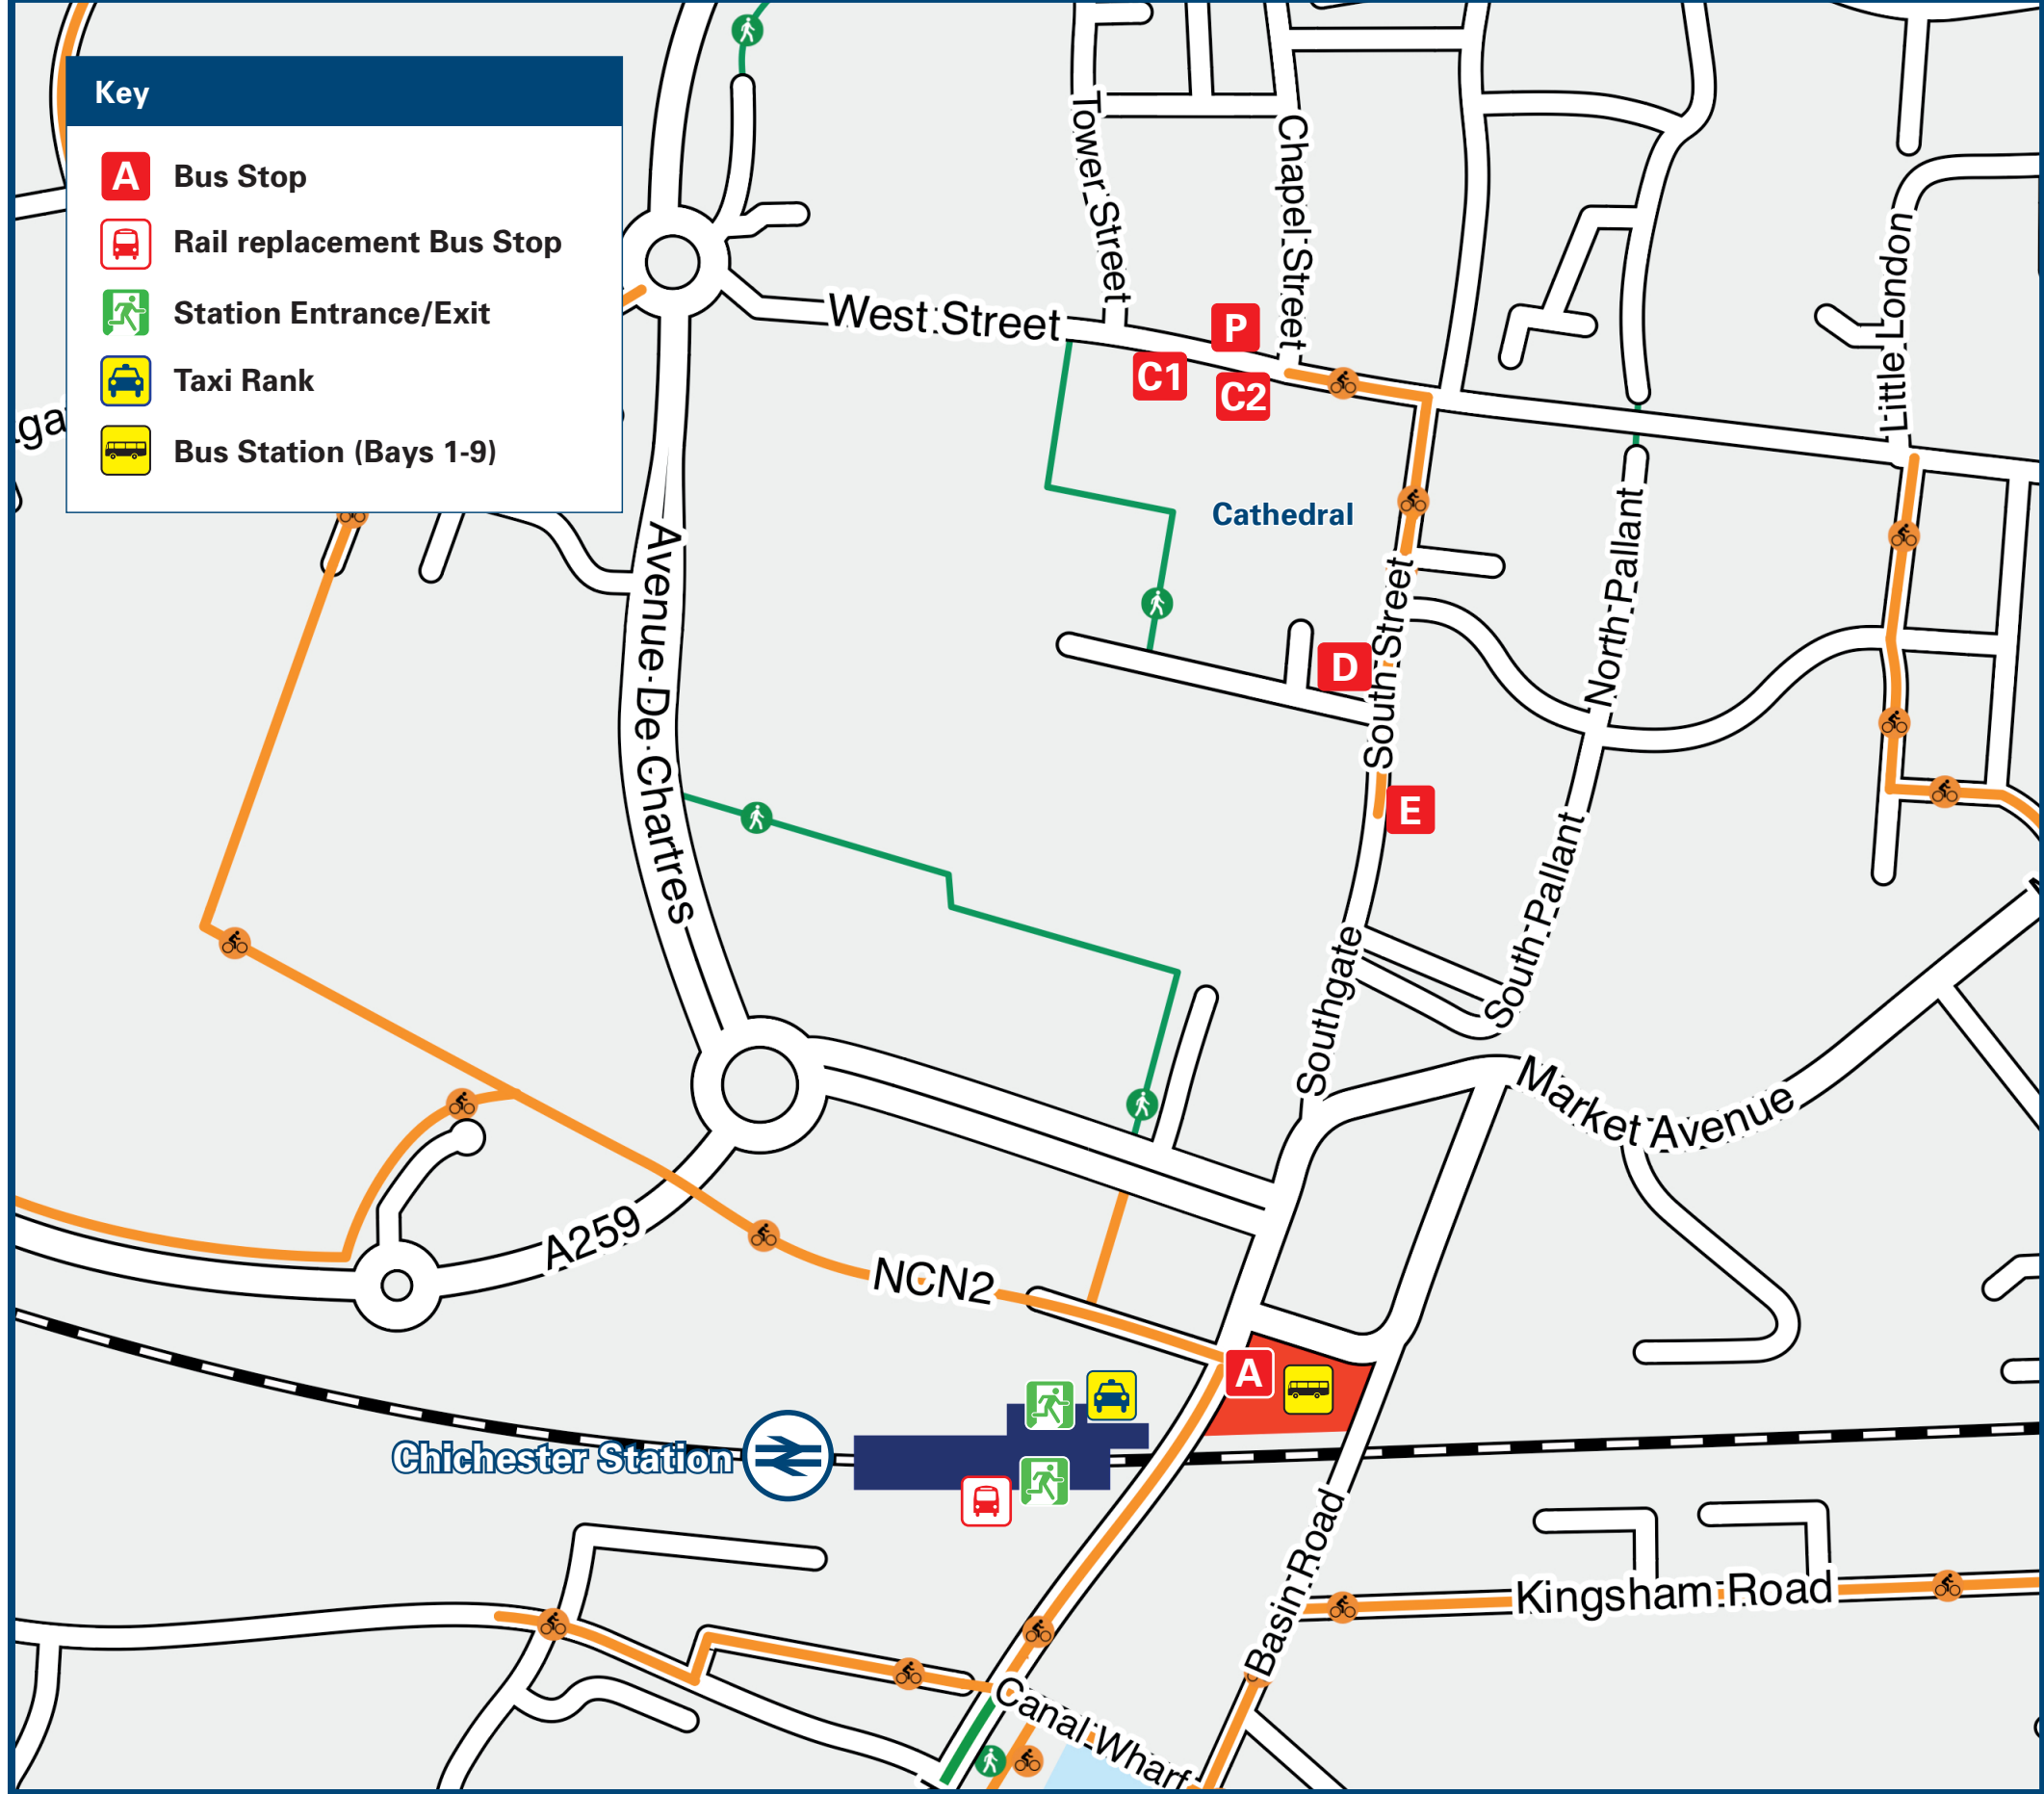 Key
A Bus Stop
Rail replacement Bus Stop
Station Entrance/Exit
Taxi Rank
Bus Station (Bays 1-9)
Tower Street
Chapel Street
Little London
West Street
P
C1
C2
Cathedral
Avenue De Chartres
South Street
North Pallant
D
E
South Pallant
Southgate
Market Avenue
A259
NCN2
A
Chichester Station
Basin Road
Kingsham Road
Canal Wharf